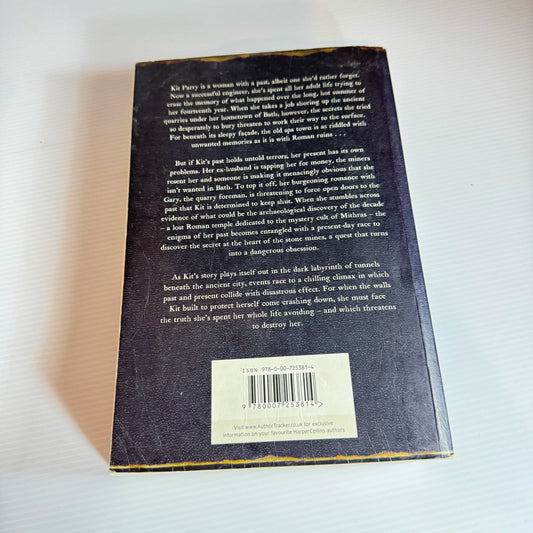 Kit Parry is a woman with a past, albeit one she'd rather forget.
Now a successful engineer, she's spent all her adult life trying to
erase the memory of what happened over the long, hot summer of
her fourteenth year. When she takes a job shoring up the ancient
quarries under her hometown of Bath, however, the secrets she tried
so desperately to bury threaten to work their way to the surface.
For beneath its sleepy façade, the old spa town is as riddled with
unwanted memories as it is with Roman ruins . . .
But if Kit's past holds untold terrors, her present has its own
problems. Her ex-husband is tapping her for money, the miners
resent her and someone is making it menacingly obvious that she
isn't wanted in Bath. To top it off, her burgeoning romance with
Gary, the quarry foreman, is threatening to force open doors to the
past that Kit is determined to keep shut. When she stumbles across
evidence of what could be the archaeological discovery of the decade
– a lost Roman temple dedicated to the mystery cult of Mithras – the
enigma of her past becomes entangled with a present-day race to
discover the secret at the heart of the stone mines, a quest that turns
into a dangerous obsession.
As Kit's story plays itself out in the dark labyrinth of tunnels
beneath the ancient city, events race to a chilling climax in which
past and present collide with disastrous effect. For when the walls
Kit built to protect herself come crashing down, she must face
the truth she's spent her whole life avoiding – and which threatens
to destroy her.
ISBN 978-0-00-725381-4
9 780007 253814 >
Visit www.AuthorTracker.co.uk for exclusive
information on your favourite HarperCollins authors